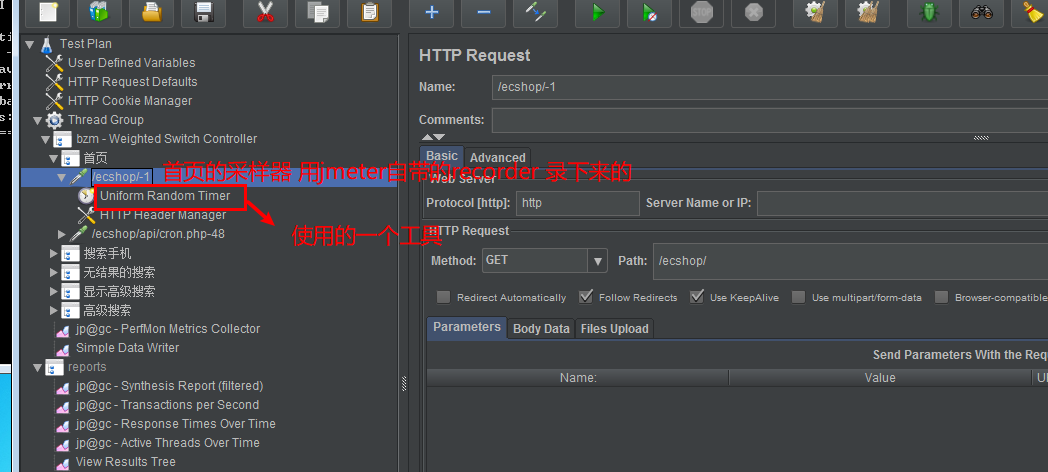 Test Plan
User Defined Variables
HTTP Request Defaults
HTTP Cookie Manager
Thread Group
bzm - Weighted Switch Controller
首页
/ecshop/-1
Uniform Random Timer
HTTP Header Manager
/ecshop/api/cron.php-48
搜索手机
无结果的搜索
显示高级搜索
高级搜索
jp@gc - PerfMon Metrics Collector
Simple Data Writer
reports
jp@gc - Synthesis Report (filtered)
jp@gc - Transactions per Second
jp@gc - Response Times Over Time
jp@gc - Active Threads Over Time
View Results Tree
首页的采样器 用jmeter自带的recorder 录下来的
使用的一个工具
HTTP Request
Name: /ecshop/-1
Comments:
Basic Advanced
Web Server
Protocol [http]: http Server Name or IP:
HTTP Request
Method: GET Path: /ecshop/
Redirect Automatically Follow Redirects Use KeepAlive Use multipart/form-data Browser-compatible
Parameters Body Data Files Upload
Send Parameters With the Requ
Name: Value